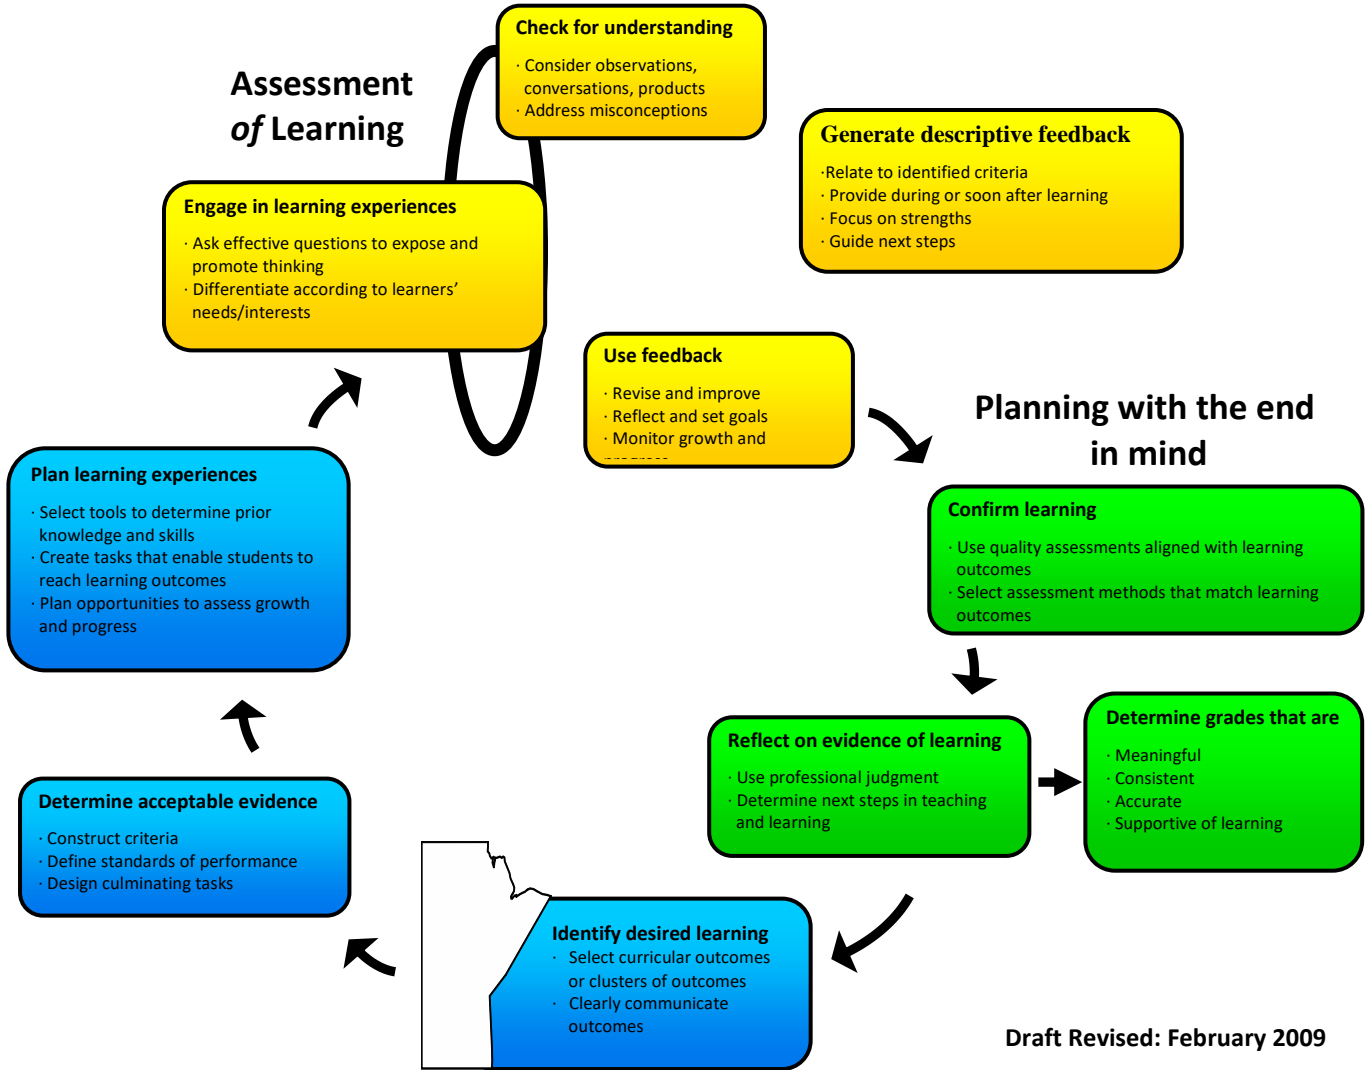 Check for understanding
· Consider observations,
conversations, products
· Address misconceptions
Assessment
of Learning
Generate descriptive feedback
·Relate to identified criteria
· Provide during or soon after learning
· Focus on strengths
· Guide next steps
Engage in learning experiences
· Ask effective questions to expose and
promote thinking
· Differentiate according to learners’
needs/interests
Use feedback
· Revise and improve
· Reflect and set goals
· Monitor growth and
Planning with the end
in mind
Plan learning experiences
· Select tools to determine prior
knowledge and skills
· Create tasks that enable students to
reach learning outcomes
· Plan opportunities to assess growth
and progress
Confirm learning
· Use quality assessments aligned with learning
outcomes
· Select assessment methods that match learning
outcomes
Reflect on evidence of learning
· Use professional judgment
· Determine next steps in teaching
and learning
Determine grades that are
· Meaningful
· Consistent
· Accurate
· Supportive of learning
Determine acceptable evidence
· Construct criteria
· Define standards of performance
· Design culminating tasks
Identify desired learning
· Select curricular outcomes
or clusters of outcomes
· Clearly communicate
outcomes
Draft Revised: February 2009